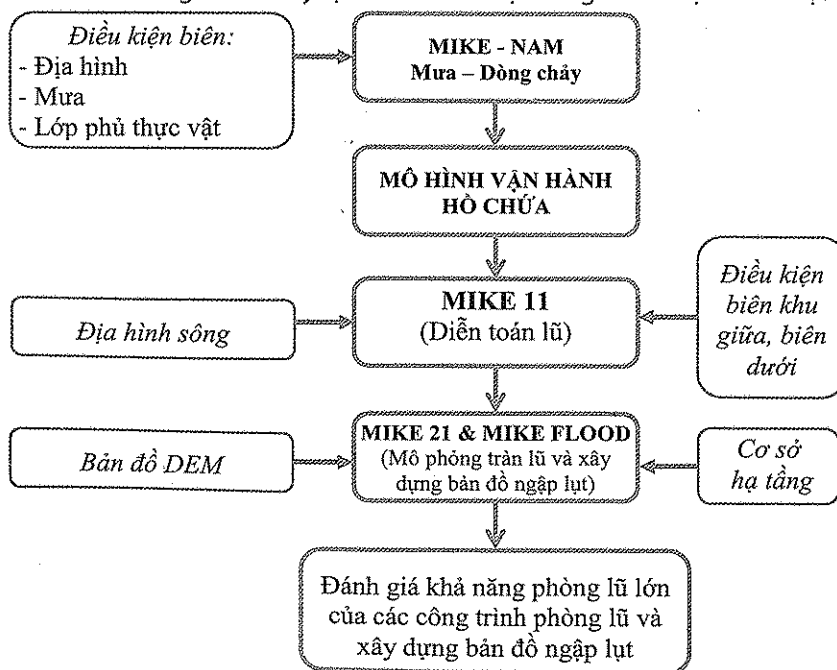 Điều kiện biên:
- Địa hình
- Mưa
- Lớp phủ thực vật
MIKE - NAM
Mưa – Dòng chảy
MÔ HÌNH VẬN HÀNH
HỒ CHỨA
Địa hình sông
MIKE 11
(Diễn toán lũ)
Điều kiện
biên khu
giữa, biên
dưới
Bản đồ DEM
MIKE 21 & MIKE FLOOD
(Mô phỏng tràn lũ và xây
dựng bản đồ ngập lụt)
Cơ sở
hạ tầng
Đánh giá khả năng phòng lũ lớn
của các công trình phòng lũ và
xây dựng bản đồ ngập lụt